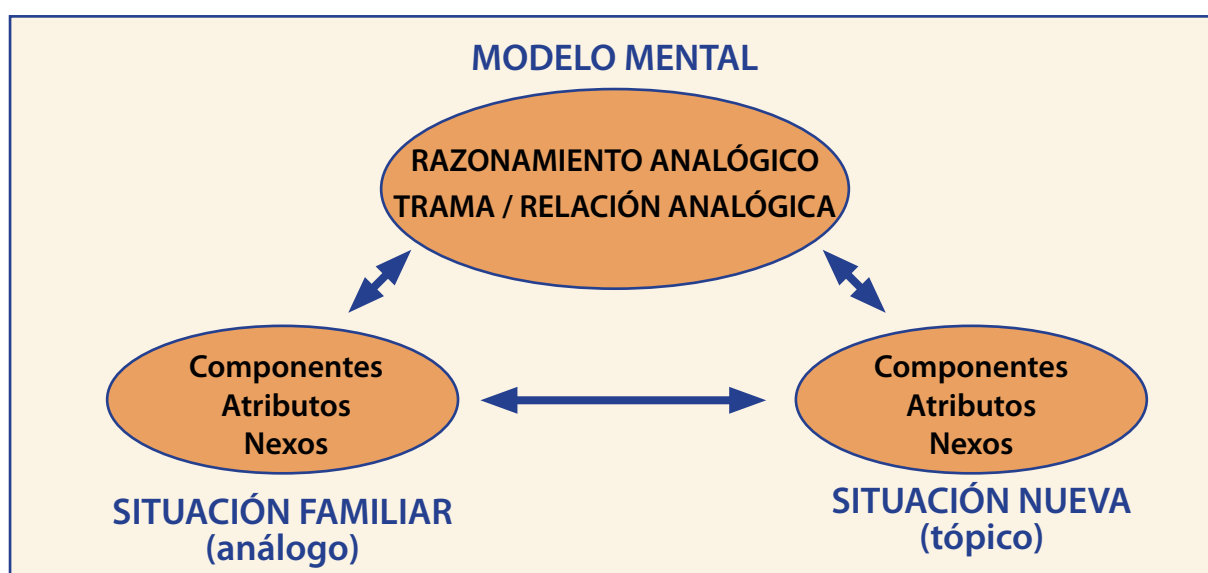 MODELO MENTAL
RAZONAMIENTO ANALÓGICO
TRAMA / RELACIÓN ANALÓGICA
Componentes
Atributos
Nexos
SITUACIÓN FAMILIAR
(análogo)
Componentes
Atributos
Nexos
SITUACIÓN NUEVA
(tópico)